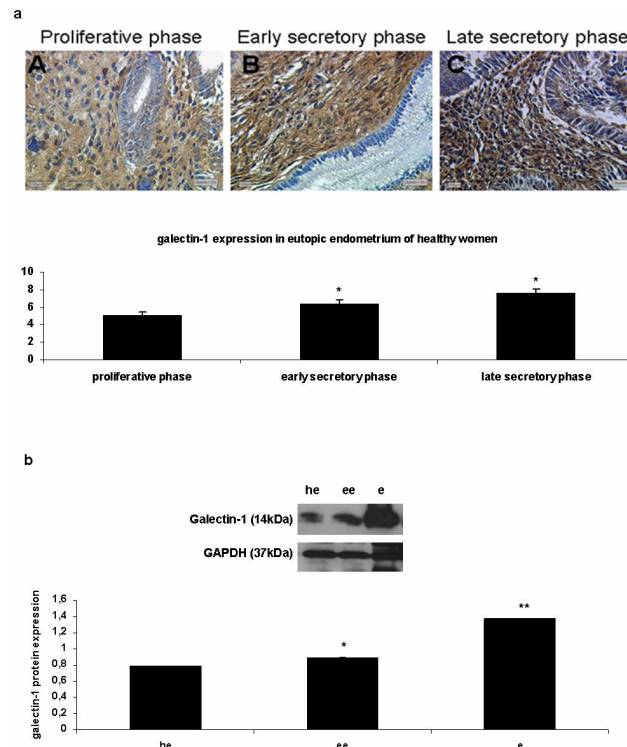 a
Proliferative phase Early secretory phase Late secretory phase
A B C
galectin-1 expression in eutopic endometrium of healthy women
10
8
6
4
2
0
* *
proliferative phase early secretory phase late secretory phase
b
he ee e
Galectin-1 (14kDa)
GAPDH (37kDa)
galectin-1 protein expression
1,6
1,4
1,2
1
0,8
0,6
0,4
0,2
0
* **
he ee e